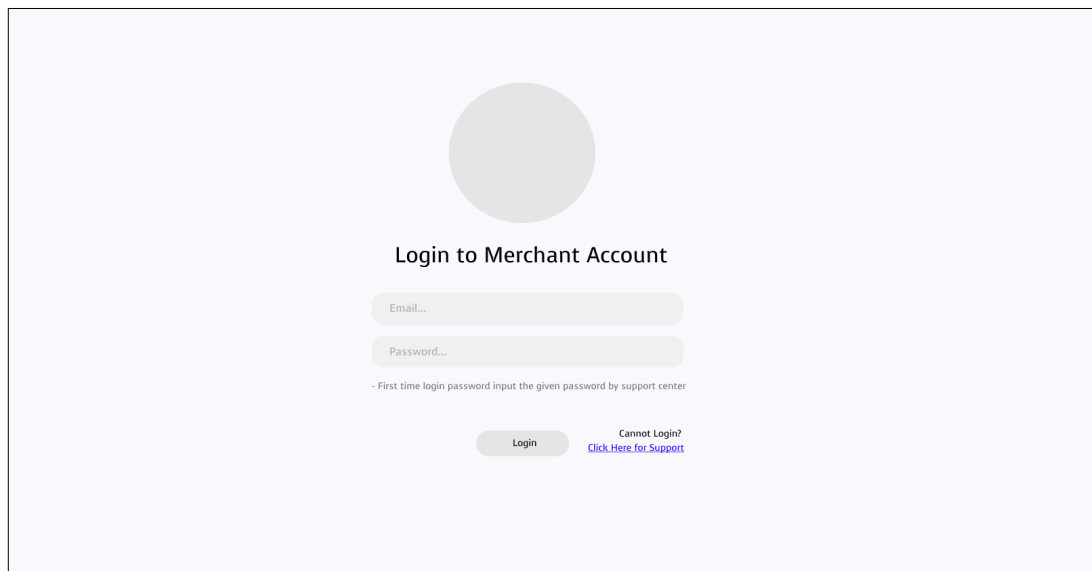 Login to Merchant Account
Email...
Password...
- First time login password input the given password by support center
Login
Cannot Login?
Click Here for Support